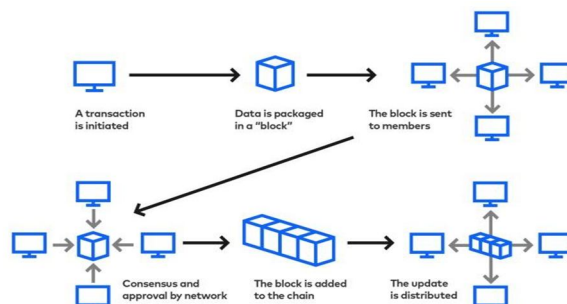 A transaction
is initiated
Data is packaged
in a “block”
The block is sent
to members
Consensus and
approval by network
The block is added
to the chain
The update
is distributed